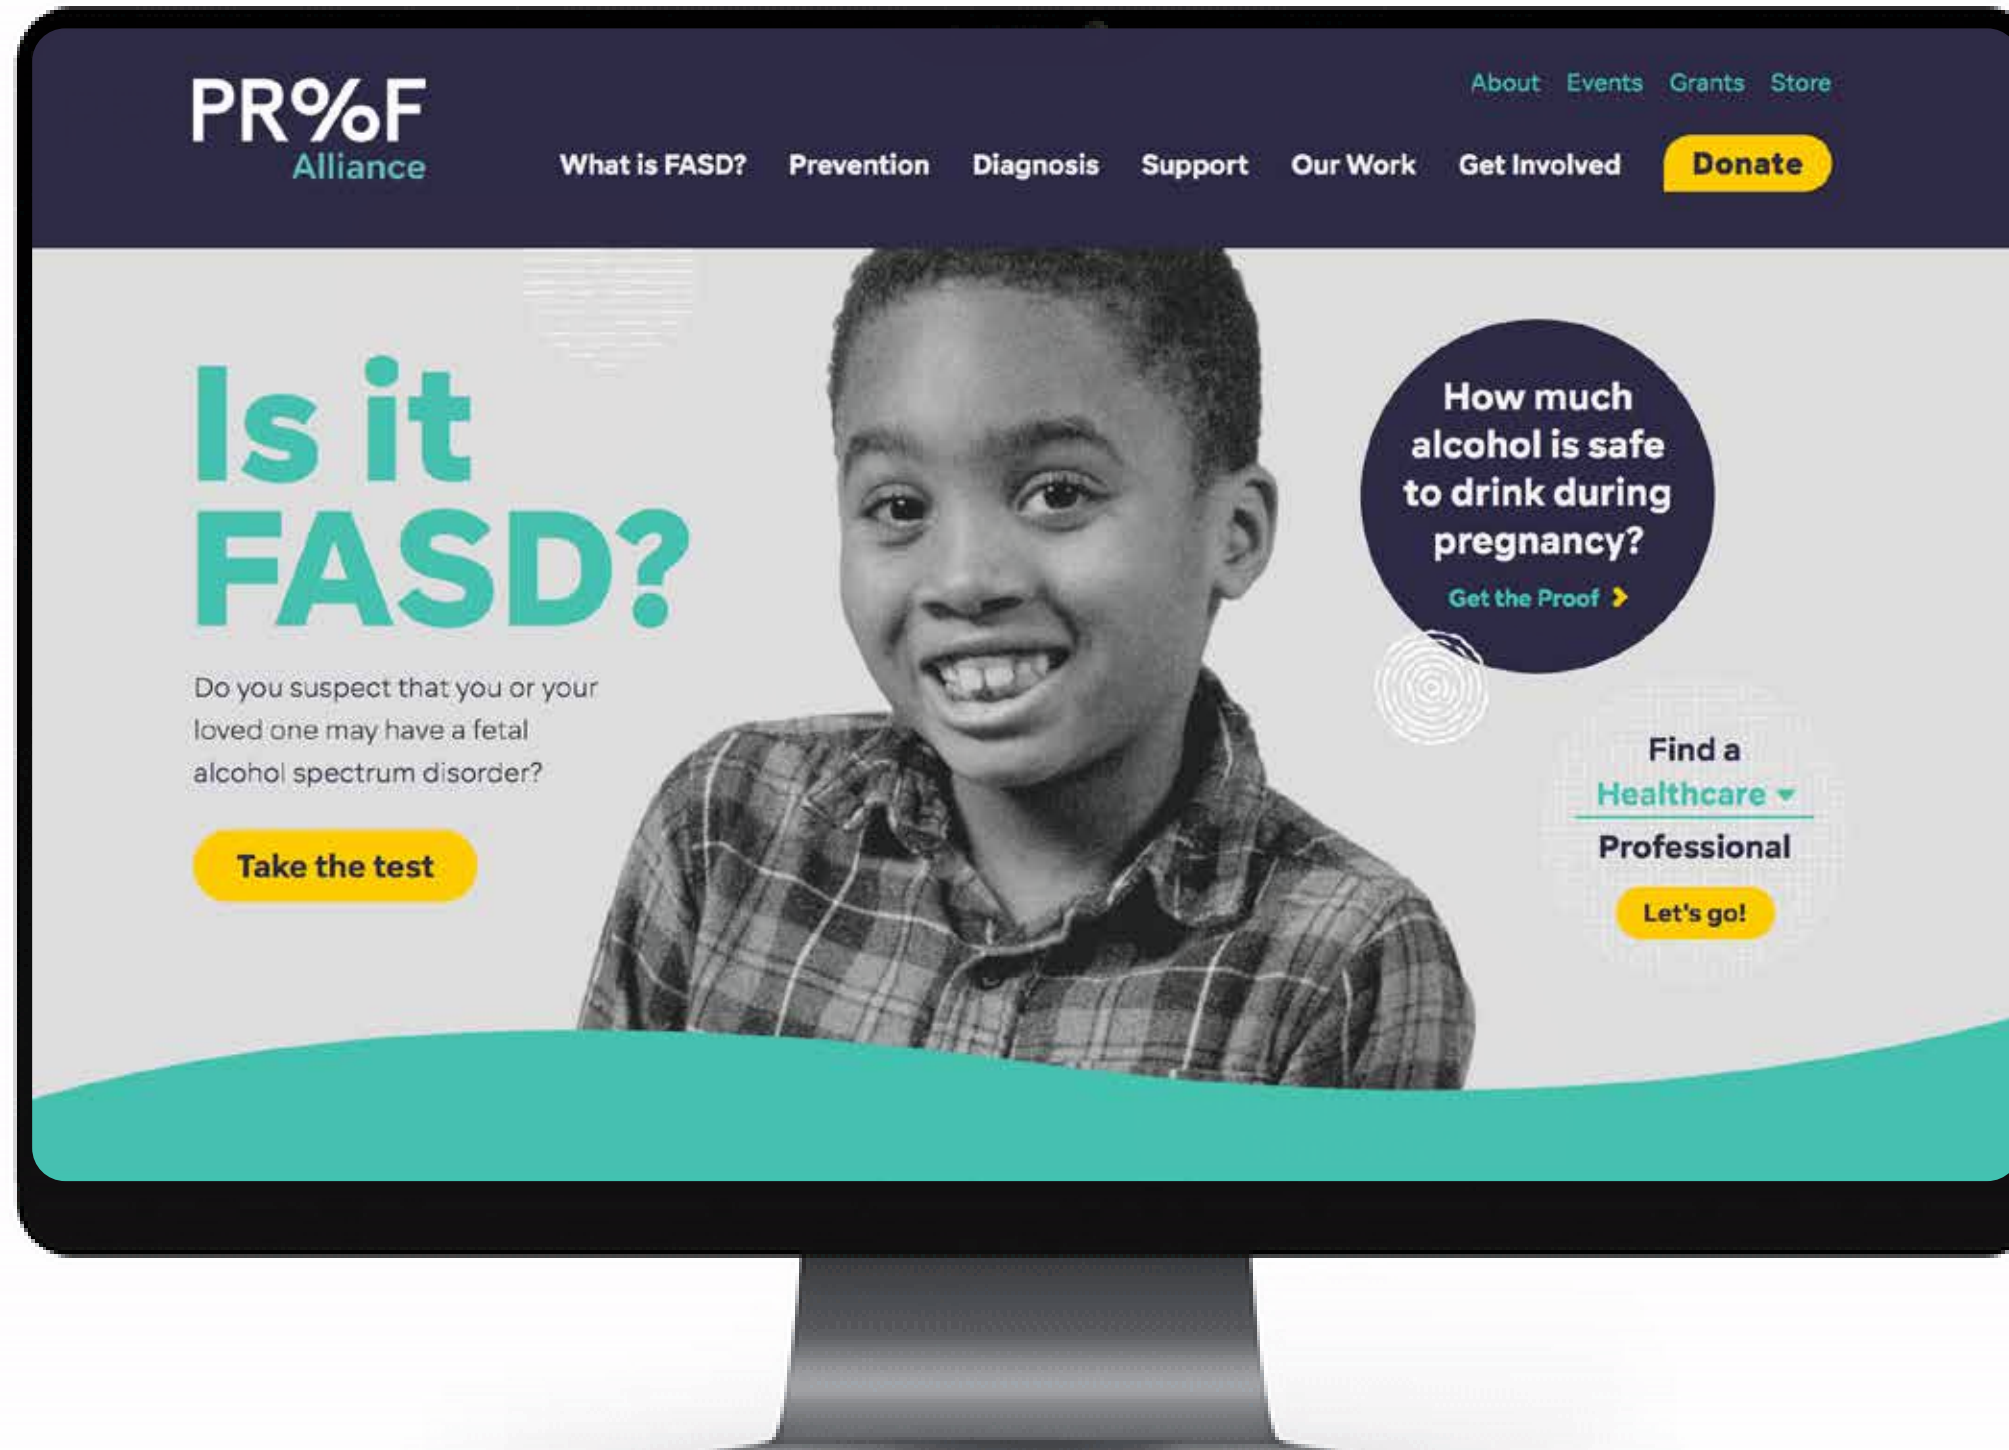 PR%F
Alliance
About Events Grants Store
What is FASD? Prevention Diagnosis Support Our Work Get Involved Donate
Is it
FASD?
Do you suspect that you or your
loved one may have a fetal
alcohol spectrum disorder?
Take the test
How much
alcohol is safe
to drink during
pregnancy?
Get the Proof
Find a
Healthcare
Professional
Let's go!